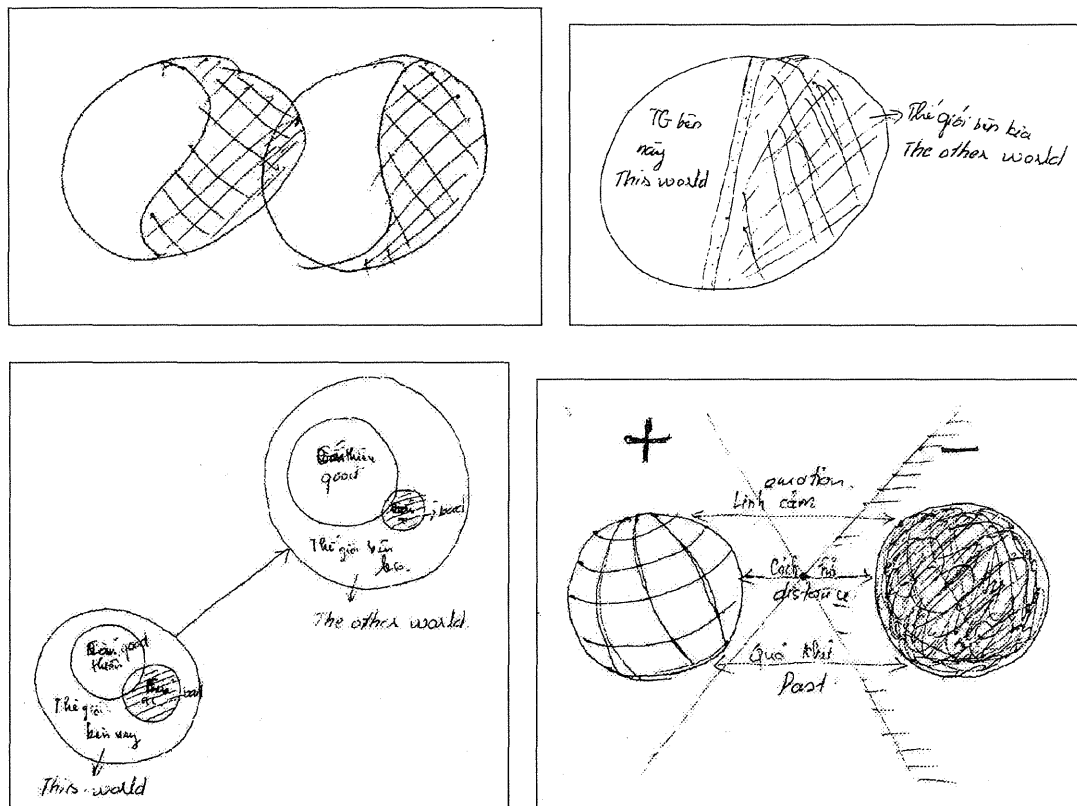 TG bên
này
This world
Thế giới bên kia
The other world
good
bad
Thế giới bên
kia
The other world
good
thiện
bad
Thế giới
bên này
This world
+
−
emotion
Linh cảm
Cách trở
distance
Quá khứ
Past